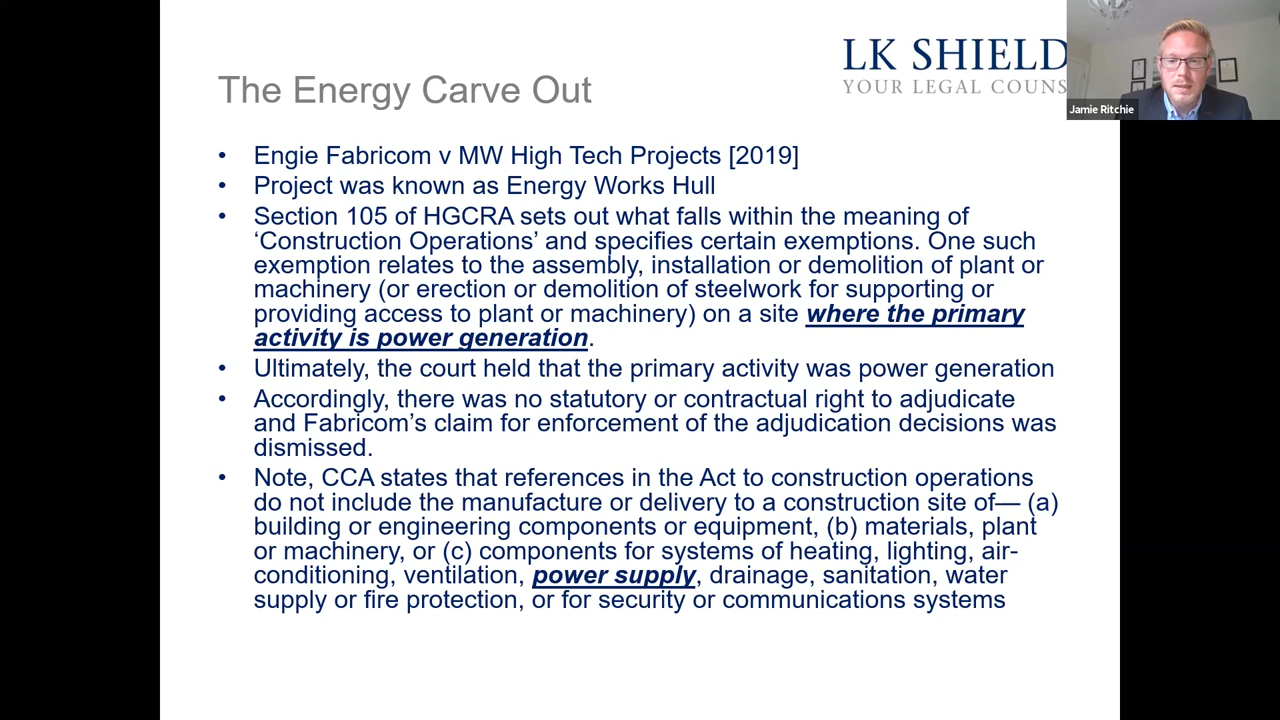 LK SHIELD
YOUR LEGAL COUNS
Jamie Ritchie
The Energy Carve Out
• Engie Fabricom v MW High Tech Projects [2019]
• Project was known as Energy Works Hull
• Section 105 of HGCRA sets out what falls within the meaning of
‘Construction Operations’ and specifies certain exemptions. One such
exemption relates to the assembly, installation or demolition of plant or
machinery (or erection or demolition of steelwork for supporting or
providing access to plant or machinery) on a site where the primary
activity is power generation.
• Ultimately, the court held that the primary activity was power generation
• Accordingly, there was no statutory or contractual right to adjudicate
and Fabricom’s claim for enforcement of the adjudication decisions was
dismissed.
• Note, CCA states that references in the Act to construction operations
do not include the manufacture or delivery to a construction site of— (a)
building or engineering components or equipment, (b) materials, plant
or machinery, or (c) components for systems of heating, lighting, air-
conditioning, ventilation, power supply, drainage, sanitation, water
supply or fire protection, or for security or communications systems